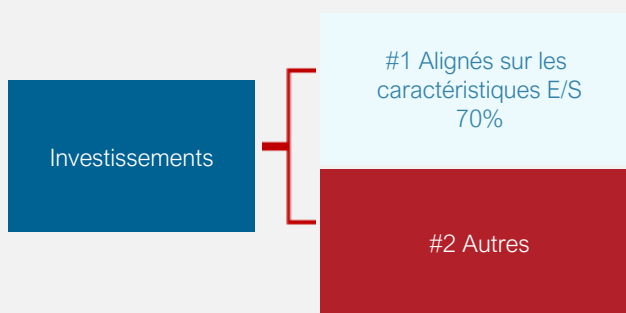 Investissements
#1 Alignés sur les
caractéristiques E/S
70%
#2 Autres